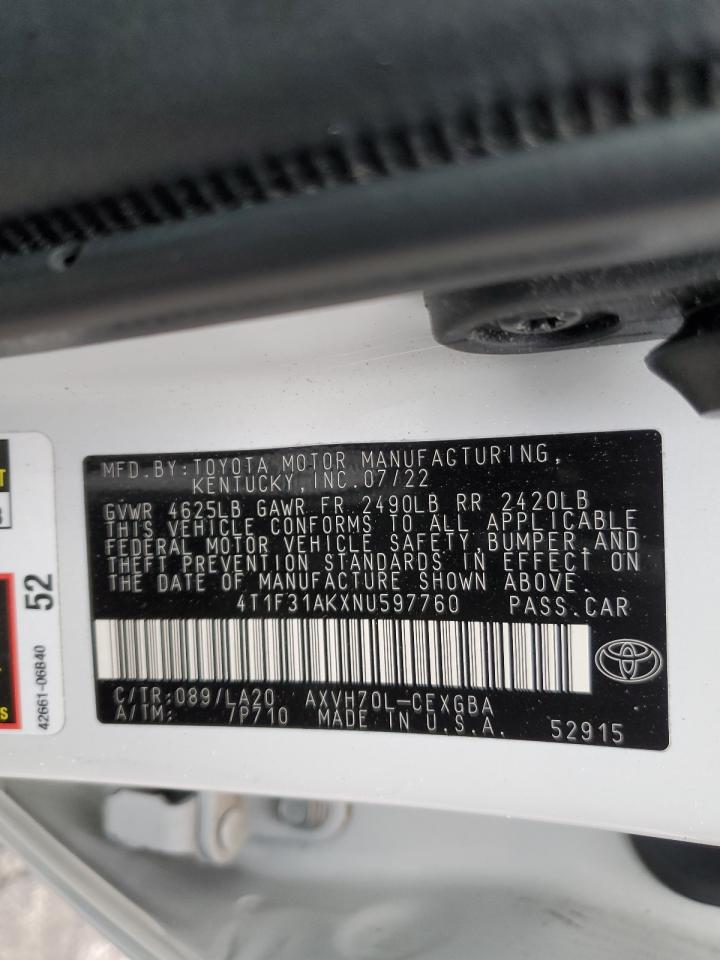 MFD.BY:TOYOTA MOTOR MANUFACTURING,
KENTUCKY,INC.07/22
GVWR 4625LB GAWR FR 2490LB RR 2420LB
THIS VEHICLE CONFORMS TO ALL APPLICABLE
FEDERAL MOTOR VEHICLE SAFETY,BUMPER,AND
THEFT PREVENTION STANDARDS IN EFFECT ON
THE DATE OF MANUFACTURE SHOWN ABOVE.
4T1F31AKXNU597760 PASS.CAR
C/TR:089/LA20 AXVH70L-CEXGBA
A/TM: 7P710 MADE IN U.S.A. 52915
52
42661-06B40